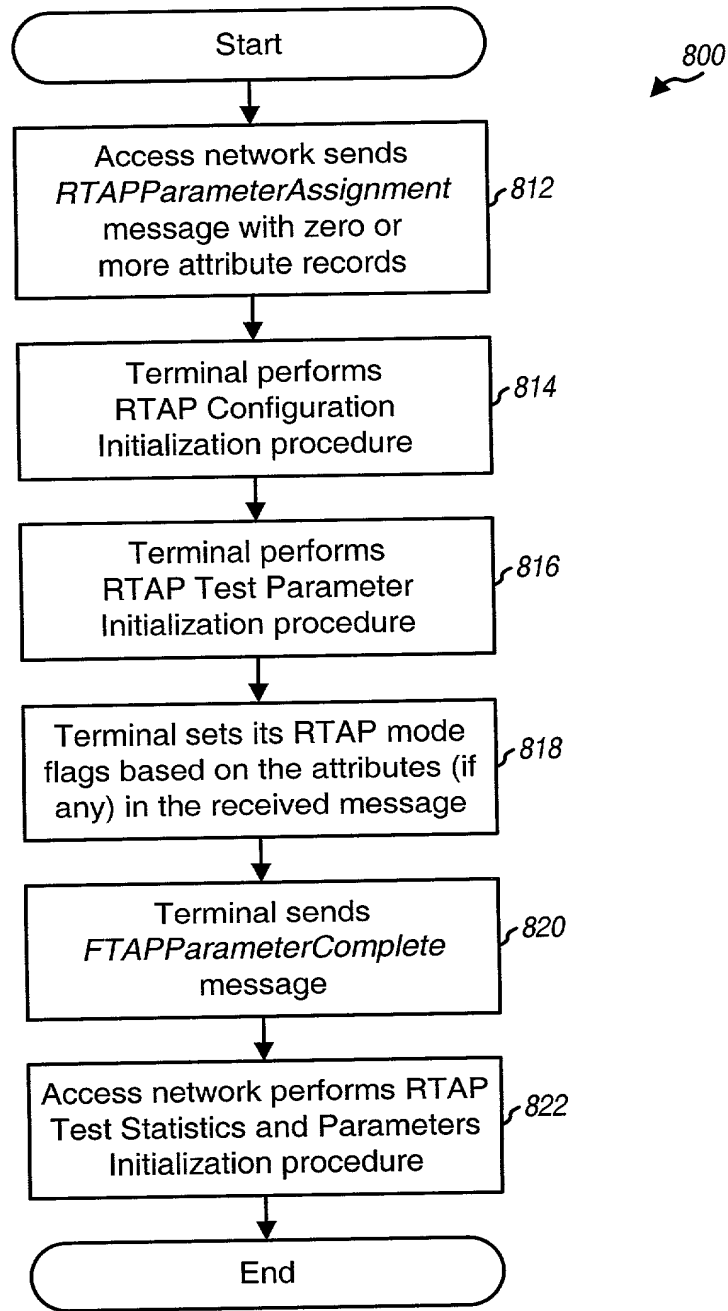 Start
800
Access network sends
RTAPParameterAssignment
message with zero or
more attribute records
812
Terminal performs
RTAP Configuration
Initialization procedure
814
Terminal performs
RTAP Test Parameter
Initialization procedure
816
Terminal sets its RTAP mode
flags based on the attributes (if
any) in the received message
818
Terminal sends
FTAPParameterComplete
message
820
Access network performs RTAP
Test Statistics and Parameters
Initialization procedure
822
End